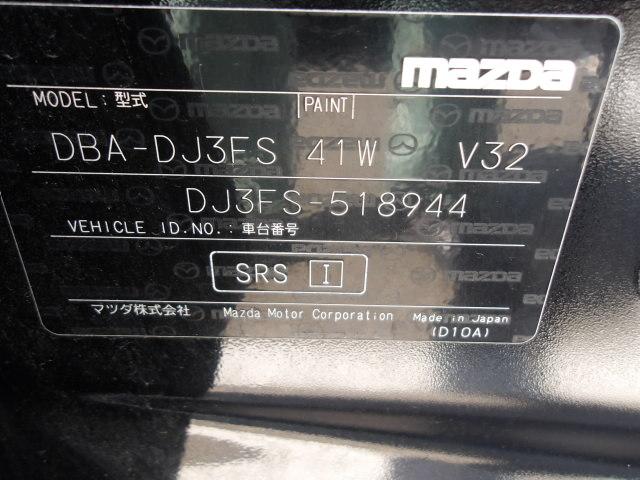 mazda
MODEL : 型式 PAINT
DBA-DJ3FS 41W V32
DJ3FS-518944
VEHICLE ID.NO. : 車台番号
SRS I
マツダ株式会社 Mazda Motor Corporation Made in Japan
(D10A)